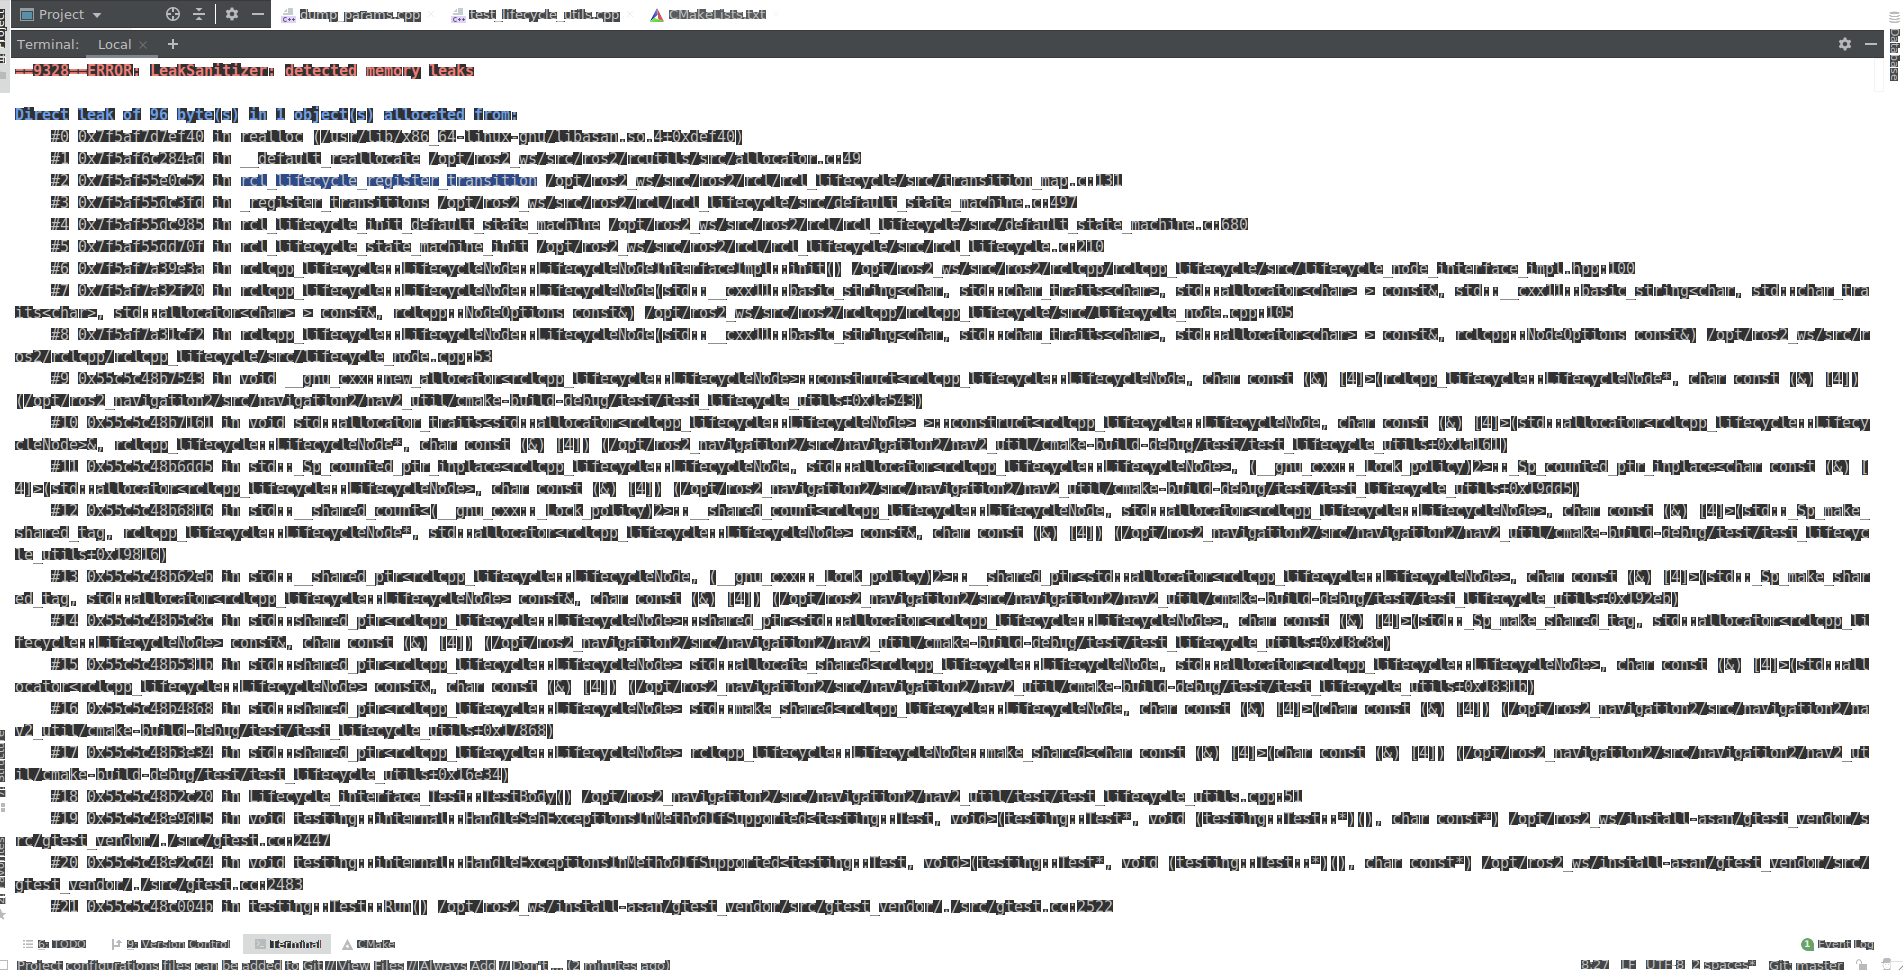 Project
dump_params.cpp
test_lifecycle_utils.cpp
CMakeLists.txt
Terminal: Local × +
==9328==ERROR: LeakSanitizer: detected memory leaks
Direct leak of 96 byte(s) in 1 object(s) allocated from:
#0 0x7f5af7d7ef40 in realloc (/usr/lib/x86_64-linux-gnu/libasan.so.4+0xdef40)
#1 0x7f5af6c284ad in __default_reallocate /opt/ros2_ws/src/ros2/rcutils/src/allocator.c:49
#2 0x7f5af55e0c52 in rcl_lifecycle_register_transition /opt/ros2_ws/src/ros2/rcl/rcl_lifecycle/src/transition_map.c:131
#3 0x7f5af55dc3fd in _register_transitions /opt/ros2_ws/src/ros2/rcl/rcl_lifecycle/src/default_state_machine.c:497
#4 0x7f5af55dc985 in rcl_lifecycle_init_default_state_machine /opt/ros2_ws/src/ros2/rcl/rcl_lifecycle/src/default_state_machine.c:680
#5 0x7f5af55dd70f in rcl_lifecycle_state_machine_init /opt/ros2_ws/src/ros2/rcl/rcl_lifecycle/src/rcl_lifecycle.c:210
#6 0x7f5af7a39e3a in rclcpp_lifecycle::LifecycleNode::LifecycleNodeInterfaceImpl::init() /opt/ros2_ws/src/ros2/rclcpp/rclcpp_lifecycle/src/lifecycle_node_interface_impl.hpp:100
#7 0x7f5af7a32f20 in rclcpp_lifecycle::LifecycleNode::LifecycleNode(std::__cxx11::basic_string<char, std::char_traits<char>, std::allocator<char> > const&, std::__cxx11::basic_string<char, std::char_tra
its<char>, std::allocator<char> > const&, rclcpp::NodeOptions const&) /opt/ros2_ws/src/ros2/rclcpp/rclcpp_lifecycle/src/lifecycle_node.cpp:105
#8 0x7f5af7a31cf2 in rclcpp_lifecycle::LifecycleNode::LifecycleNode(std::__cxx11::basic_string<char, std::char_traits<char>, std::allocator<char> > const&, rclcpp::NodeOptions const&) /opt/ros2_ws/src/r
os2/rclcpp/rclcpp_lifecycle/src/lifecycle_node.cpp:53
#9 0x55c5c48b7543 in void __gnu_cxx::new_allocator<rclcpp_lifecycle::LifecycleNode>::construct<rclcpp_lifecycle::LifecycleNode, char const (&) [4]>(rclcpp_lifecycle::LifecycleNode*, char const (&) [4])
(/opt/ros2_navigation2/src/navigation2/nav2_util/cmake-build-debug/test/test_lifecycle_utils+0x1a543)
#10 0x55c5c48b7161 in void std::allocator_traits<std::allocator<rclcpp_lifecycle::LifecycleNode> >::construct<rclcpp_lifecycle::LifecycleNode, char const (&) [4]>(std::allocator<rclcpp_lifecycle::Lifecy
cleNode>&, rclcpp_lifecycle::LifecycleNode*, char const (&) [4]) (/opt/ros2_navigation2/src/navigation2/nav2_util/cmake-build-debug/test/test_lifecycle_utils+0x1a161)
#11 0x55c5c48b6dd5 in std::_Sp_counted_ptr_inplace<rclcpp_lifecycle::LifecycleNode, std::allocator<rclcpp_lifecycle::LifecycleNode>, (__gnu_cxx::_Lock_policy)2>::_Sp_counted_ptr_inplace<char const (&) [
4]>(std::allocator<rclcpp_lifecycle::LifecycleNode>, char const (&) [4]) (/opt/ros2_navigation2/src/navigation2/nav2_util/cmake-build-debug/test/test_lifecycle_utils+0x19dd5)
#12 0x55c5c48b6816 in std::__shared_count<(__gnu_cxx::_Lock_policy)2>::__shared_count<rclcpp_lifecycle::LifecycleNode, std::allocator<rclcpp_lifecycle::LifecycleNode>, char const (&) [4]>(std::_Sp_make_
shared_tag, rclcpp_lifecycle::LifecycleNode*, std::allocator<rclcpp_lifecycle::LifecycleNode> const&, char const (&) [4]) (/opt/ros2_navigation2/src/navigation2/nav2_util/cmake-build-debug/test/test_lifecyc
le_utils+0x19816)
#13 0x55c5c48b62eb in std::__shared_ptr<rclcpp_lifecycle::LifecycleNode, (__gnu_cxx::_Lock_policy)2>::__shared_ptr<std::allocator<rclcpp_lifecycle::LifecycleNode>, char const (&) [4]>(std::_Sp_make_shar
ed_tag, std::allocator<rclcpp_lifecycle::LifecycleNode> const&, char const (&) [4]) (/opt/ros2_navigation2/src/navigation2/nav2_util/cmake-build-debug/test/test_lifecycle_utils+0x192eb)
#14 0x55c5c48b5c8c in std::shared_ptr<rclcpp_lifecycle::LifecycleNode>::shared_ptr<std::allocator<rclcpp_lifecycle::LifecycleNode>, char const (&) [4]>(std::_Sp_make_shared_tag, std::allocator<rclcpp_li
fecycle::LifecycleNode> const&, char const (&) [4]) (/opt/ros2_navigation2/src/navigation2/nav2_util/cmake-build-debug/test/test_lifecycle_utils+0x18c8c)
#15 0x55c5c48b531b in std::shared_ptr<rclcpp_lifecycle::LifecycleNode> std::allocate_shared<rclcpp_lifecycle::LifecycleNode, std::allocator<rclcpp_lifecycle::LifecycleNode>, char const (&) [4]>(std::all
ocator<rclcpp_lifecycle::LifecycleNode> const&, char const (&) [4]) (/opt/ros2_navigation2/src/navigation2/nav2_util/cmake-build-debug/test/test_lifecycle_utils+0x1831b)
#16 0x55c5c48b4868 in std::shared_ptr<rclcpp_lifecycle::LifecycleNode> std::make_shared<rclcpp_lifecycle::LifecycleNode, char const (&) [4]>(char const (&) [4]) (/opt/ros2_navigation2/src/navigation2/na
v2_util/cmake-build-debug/test/test_lifecycle_utils+0x17868)
#17 0x55c5c48b3e34 in std::shared_ptr<rclcpp_lifecycle::LifecycleNode> rclcpp_lifecycle::LifecycleNode::make_shared<char const (&) [4]>(char const (&) [4]) (/opt/ros2_navigation2/src/navigation2/nav2_ut
il/cmake-build-debug/test/test_lifecycle_utils+0x16e34)
#18 0x55c5c48b2c20 in Lifecycle_interface_Test::TestBody() /opt/ros2_navigation2/src/navigation2/nav2_util/test/test_lifecycle_utils.cpp:51
#19 0x55c5c48e9615 in void testing::internal::HandleSehExceptionsInMethodIfSupported<testing::Test, void>(testing::Test*, void (testing::Test::*)(), char const*) /opt/ros2_ws/install-asan/gtest_vendor/s
rc/gtest_vendor/./src/gtest.cc:2447
#20 0x55c5c48e2cd4 in void testing::internal::HandleExceptionsInMethodIfSupported<testing::Test, void>(testing::Test*, void (testing::Test::*)(), char const*) /opt/ros2_ws/install-asan/gtest_vendor/src/
gtest_vendor/./src/gtest.cc:2483
#21 0x55c5c48c004b in testing::Test::Run() /opt/ros2_ws/install-asan/gtest_vendor/src/gtest_vendor/./src/gtest.cc:2522
6: TODO
9: Version Control
Terminal
CMake
1 Event Log
Project configurations files can be added to Git // View Files // Always Add // Don't ... (2 minutes ago)
8:27 LF UTF-8 2 spaces* Git: master